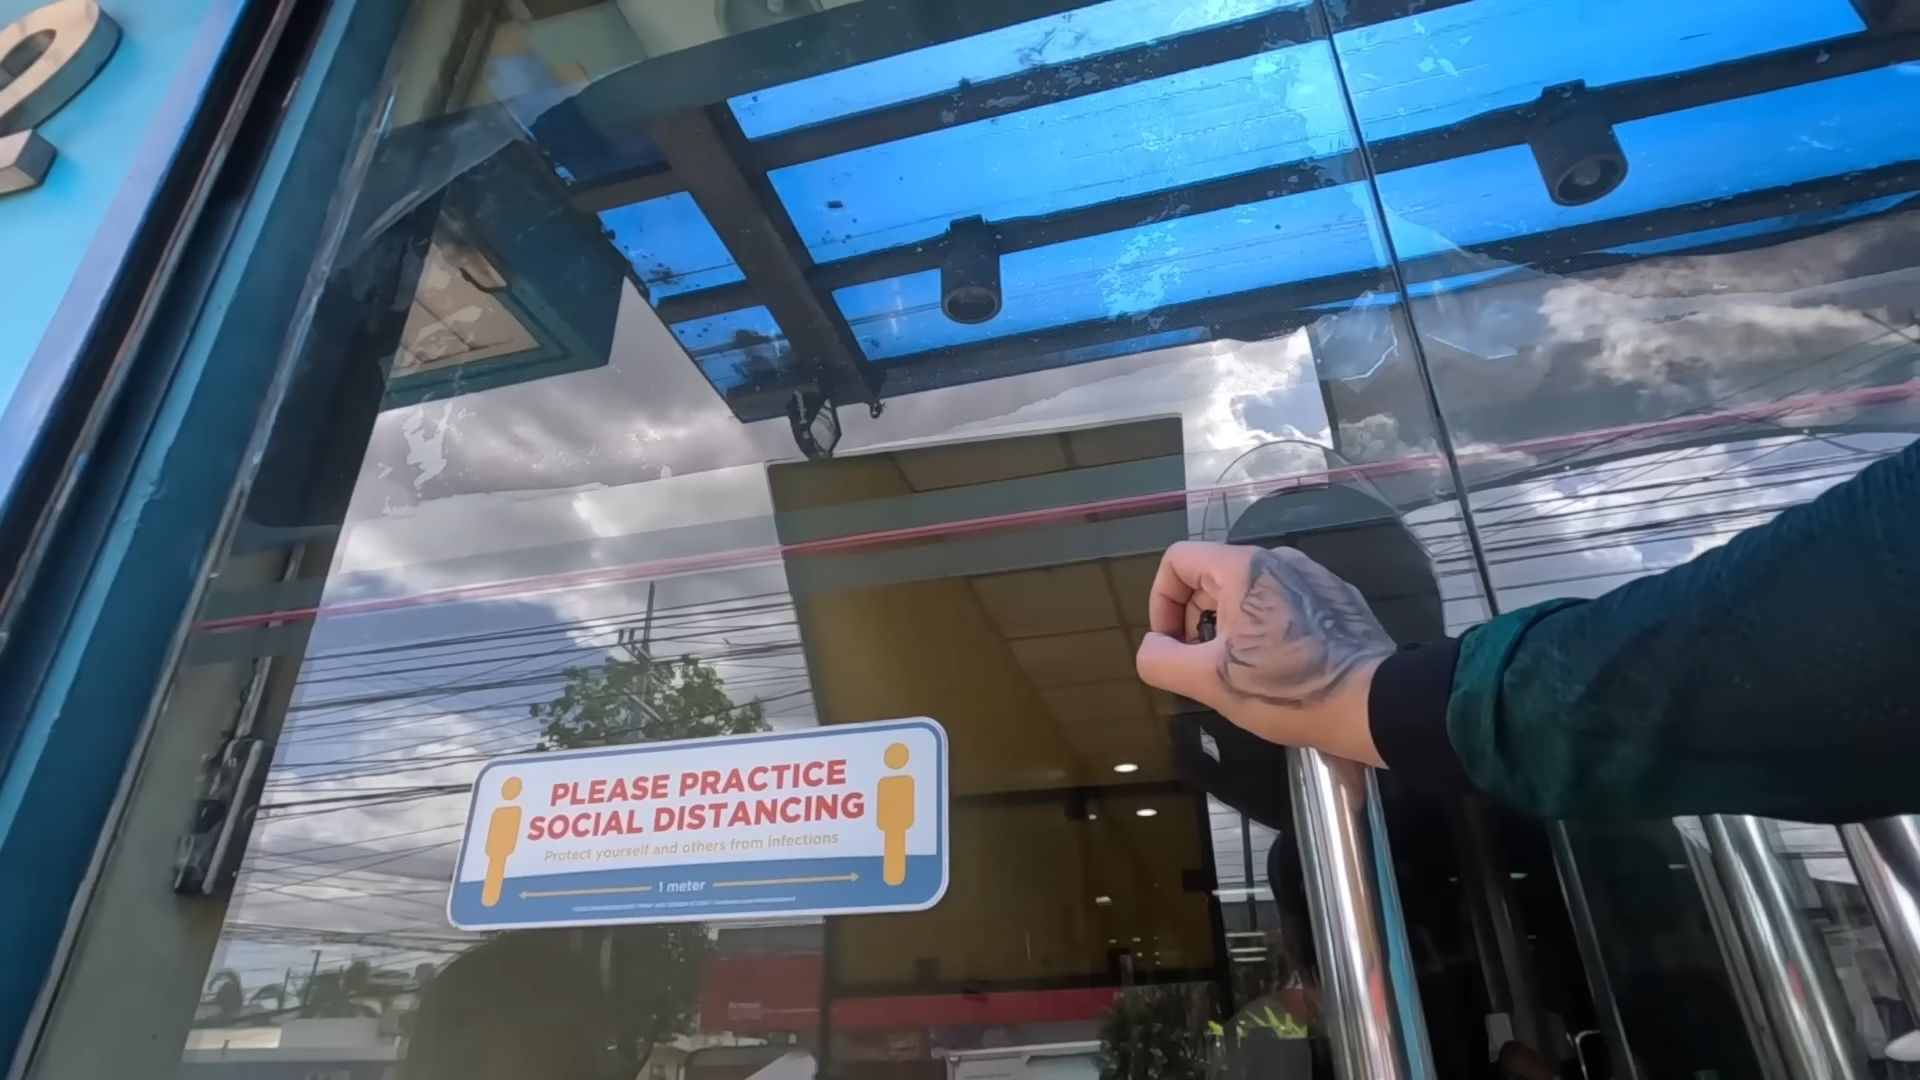 PLEASE PRACTICE
SOCIAL DISTANCING
Protect yourself and others from infections
1 meter